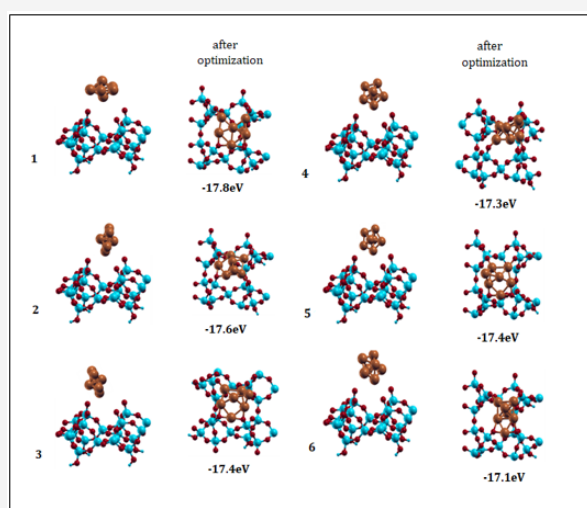 after
optimization
after
optimization
1
-17.8eV
4
-17.3eV
2
-17.6eV
5
-17.4eV
3
-17.4eV
6
-17.1eV